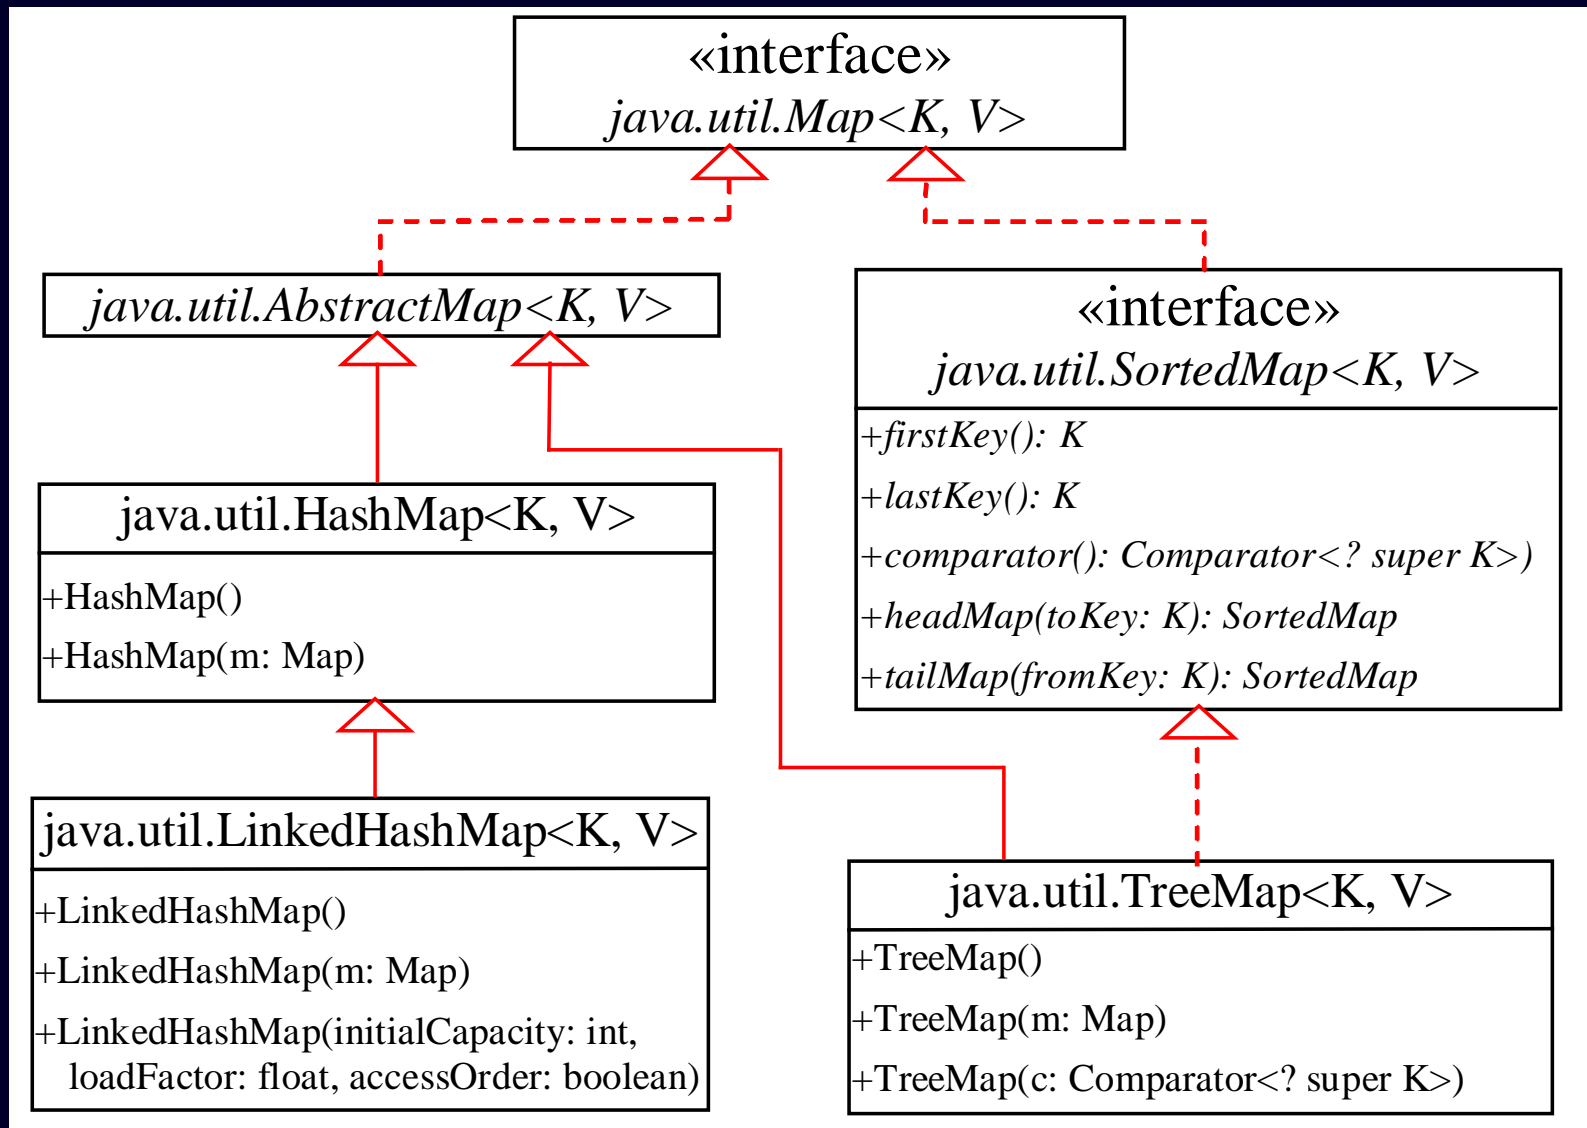 «interface»
java.util.Map<K, V>
java.util.AbstractMap<K, V>
«interface»
java.util.SortedMap<K, V>
+firstKey(): K
+lastKey(): K
+comparator(): Comparator<? super K>)
+headMap(toKey: K): SortedMap
+tailMap(fromKey: K): SortedMap
java.util.HashMap<K, V>
+HashMap()
+HashMap(m: Map)
java.util.LinkedHashMap<K, V>
+LinkedHashMap()
+LinkedHashMap(m: Map)
+LinkedHashMap(initialCapacity: int,
loadFactor: float, accessOrder: boolean)
java.util.TreeMap<K, V>
+TreeMap()
+TreeMap(m: Map)
+TreeMap(c: Comparator<? super K>)